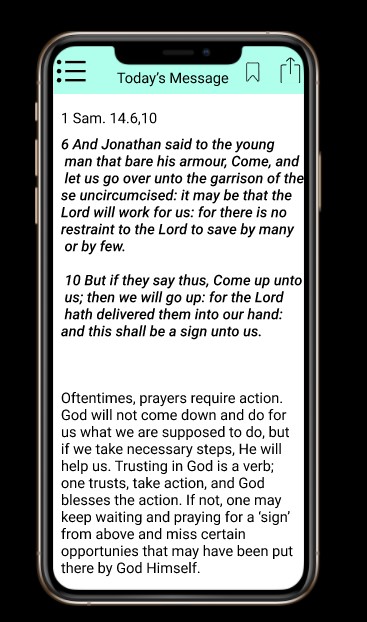 Today's Message
1 Sam. 14.6,10
6 And Jonathan said to the young
man that bare his armour, Come, and
let us go over unto the garrison of the
se uncircumcised: it may be that the
Lord will work for us: for there is no
restraint to the Lord to save by many
or by few.
10 But if they say thus, Come up unto
us; then we will go up: for the Lord
hath delivered them into our hand:
and this shall be a sign unto us.
Oftentimes, prayers require action.
God will not come down and do for
us what we are supposed to do, but
if we take necessary steps, He will
help us. Trusting in God is a verb;
one trusts, take action, and God
blesses the action. If not, one may
keep waiting and praying for a ‘sign’
from above and miss certain
opportunies that may have been put
there by God Himself.